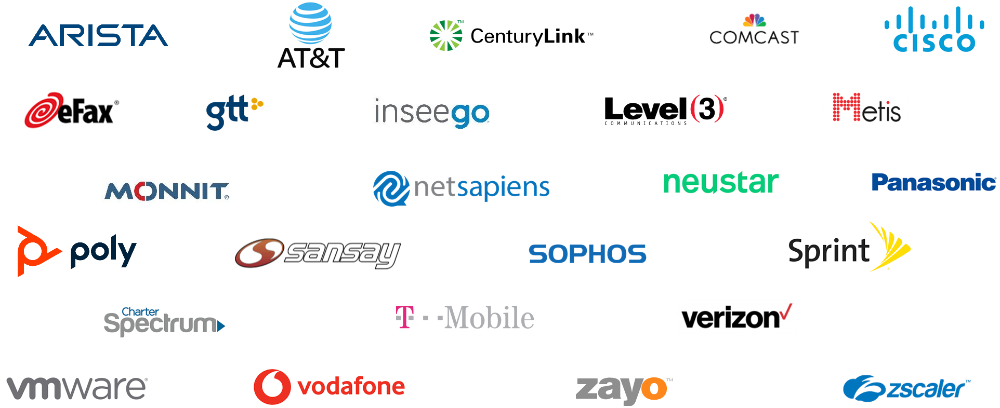 ARISTA
AT&T
CenturyLink™
COMCAST
CISCO
eFax®
gtt
inseego
Level(3)®
COMMUNICATIONS
Metis
MONNIT®
netsapiens
neustar
Panasonic
poly
sansay
SOPHOS
Sprint
Charter
Spectrum
T··Mobile
verizon
vmware®
vodafone
zayo™
zscaler™